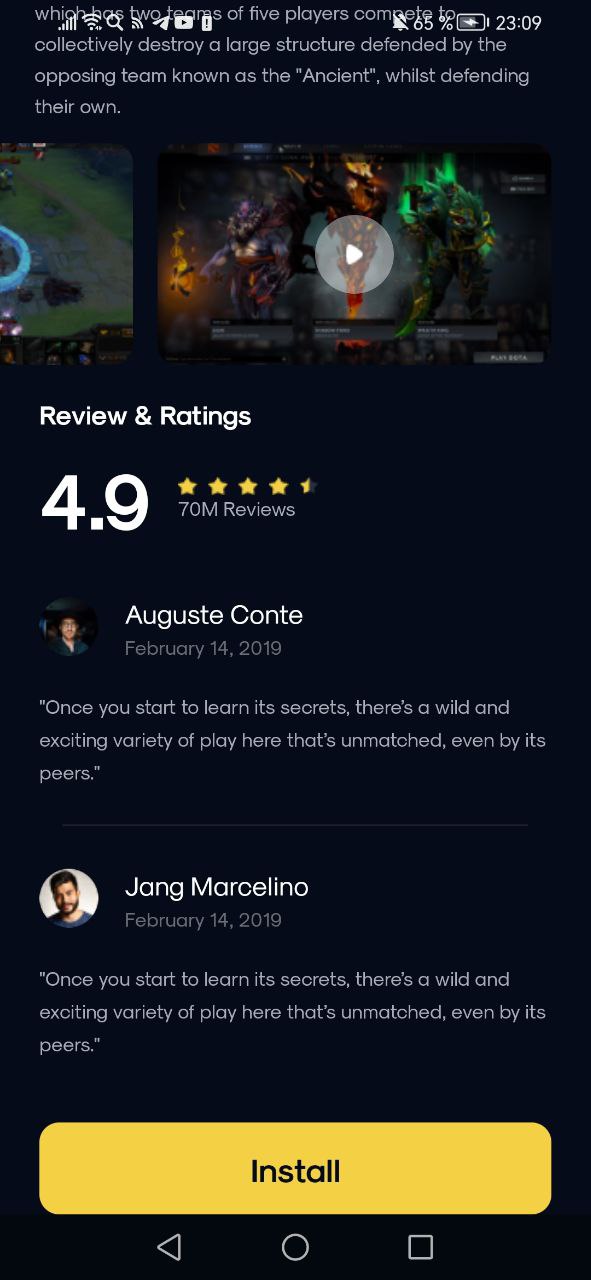 which has two teams of five players compete to
65 % 23:09
collectively destroy a large structure defended by the
opposing team known as the "Ancient", whilst defending
their own.
PLAY DOTA
Review & Ratings
4.9
70M Reviews
Auguste Conte
February 14, 2019
"Once you start to learn its secrets, there's a wild and
exciting variety of play here that's unmatched, even by its
peers."
Jang Marcelino
February 14, 2019
"Once you start to learn its secrets, there's a wild and
exciting variety of play here that's unmatched, even by its
peers."
Install